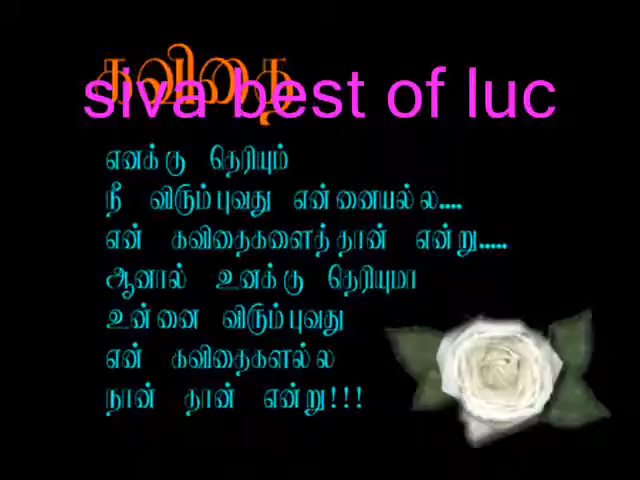 கவிதை
siva best of luc
எனக்கு தெரியும்
நீ விரும்புவது என்னையல்ல....
என் கவிதைகளைத்தான் என்று.....
ஆனால் உனக்கு தெரியுமா
உன்னை விரும்புவது
என் கவிதைகளல்ல
நான் தான் என்று!!!